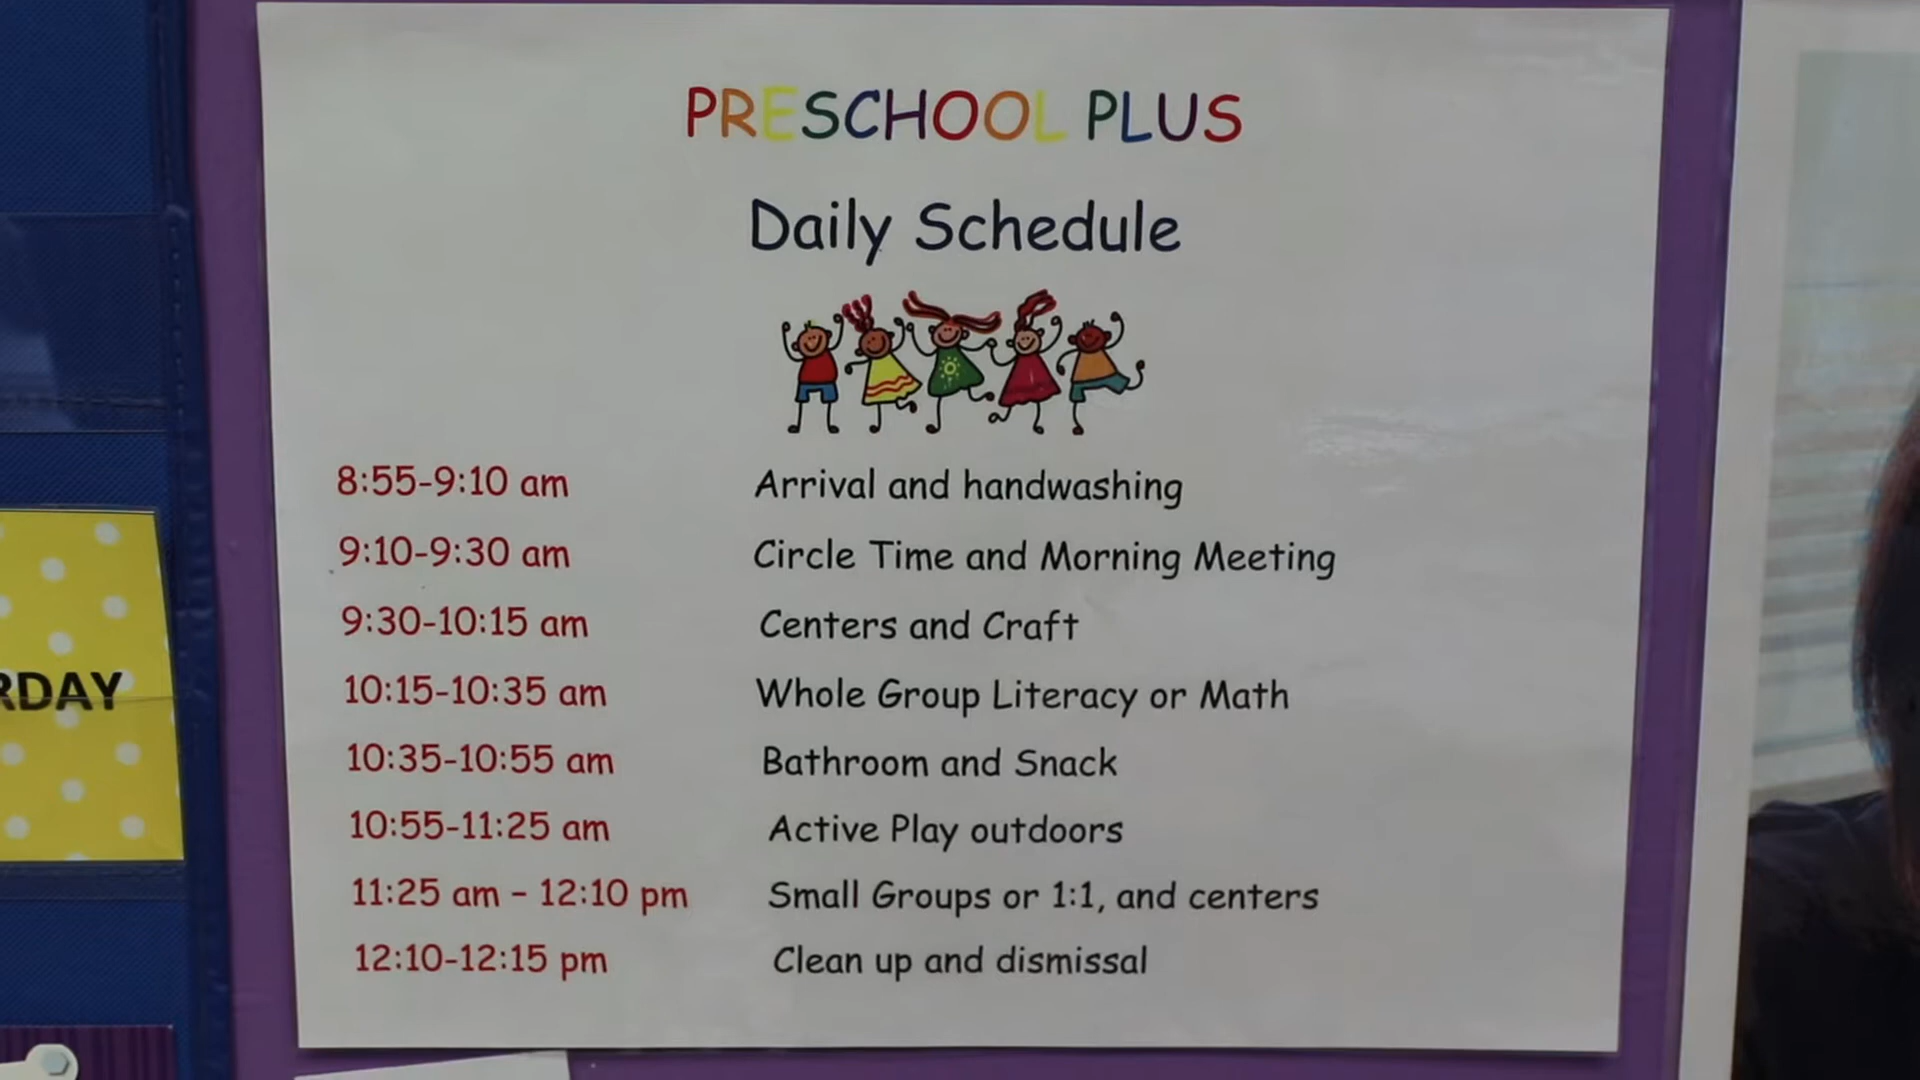 PRESCHOOL PLUS
Daily Schedule
8:55-9:10 am Arrival and handwashing
9:10-9:30 am Circle Time and Morning Meeting
9:30-10:15 am Centers and Craft
10:15-10:35 am Whole Group Literacy or Math
10:35-10:55 am Bathroom and Snack
10:55-11:25 am Active Play outdoors
11:25 am – 12:10 pm Small Groups or 1:1, and centers
12:10-12:15 pm Clean up and dismissal
RDAY